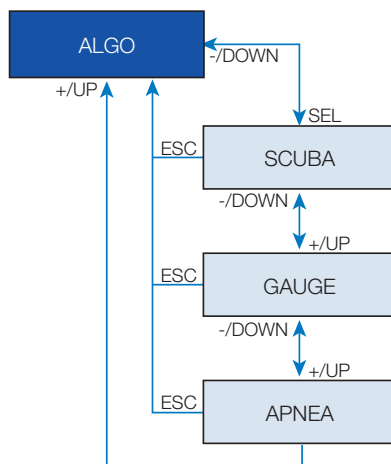 ALGO
-/DOWN
+/UP
SEL
ESC
SCUBA
-/DOWN
+/UP
ESC
GAUGE
-/DOWN
+/UP
ESC
APNEA